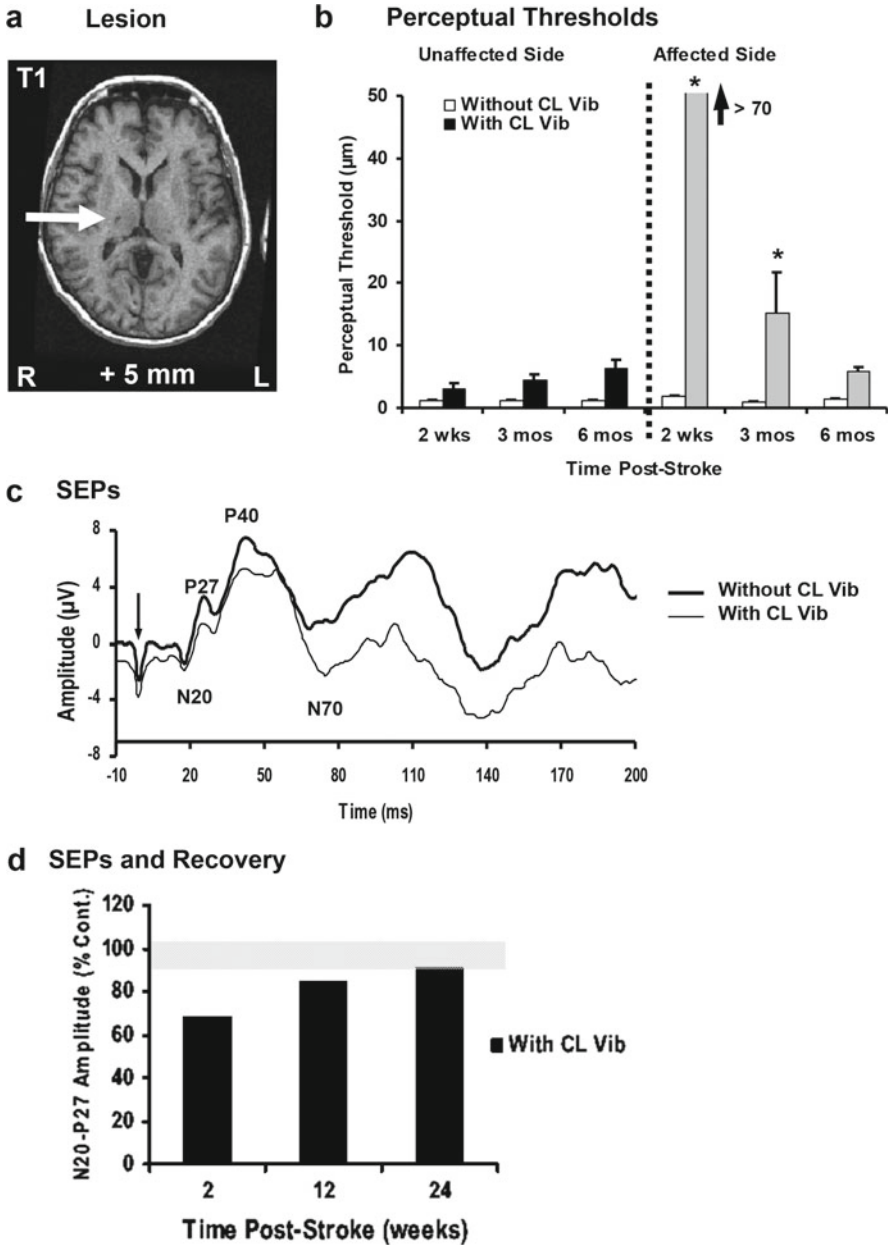 a Lesion
T1
R + 5 mm L
b Perceptual Thresholds
Unaffected Side Affected Side
Without CL Vib
With CL Vib
* > 70
*
Perceptual Threshold (µm)
50
40
30
20
10
0
2 wks 3 mos 6 mos 2 wks 3 mos 6 mos
Time Post-Stroke
c SEPs
P40
P27
N20
N70
Without CL Vib
With CL Vib
Amplitude (µV)
8
4
0
-4
-8
-10 20 50 80 110 140 170 200
Time (ms)
d SEPs and Recovery
N20-P27 Amplitude (% Cont.)
120
100
80
60
40
20
0
With CL Vib
2 12 24
Time Post-Stroke (weeks)